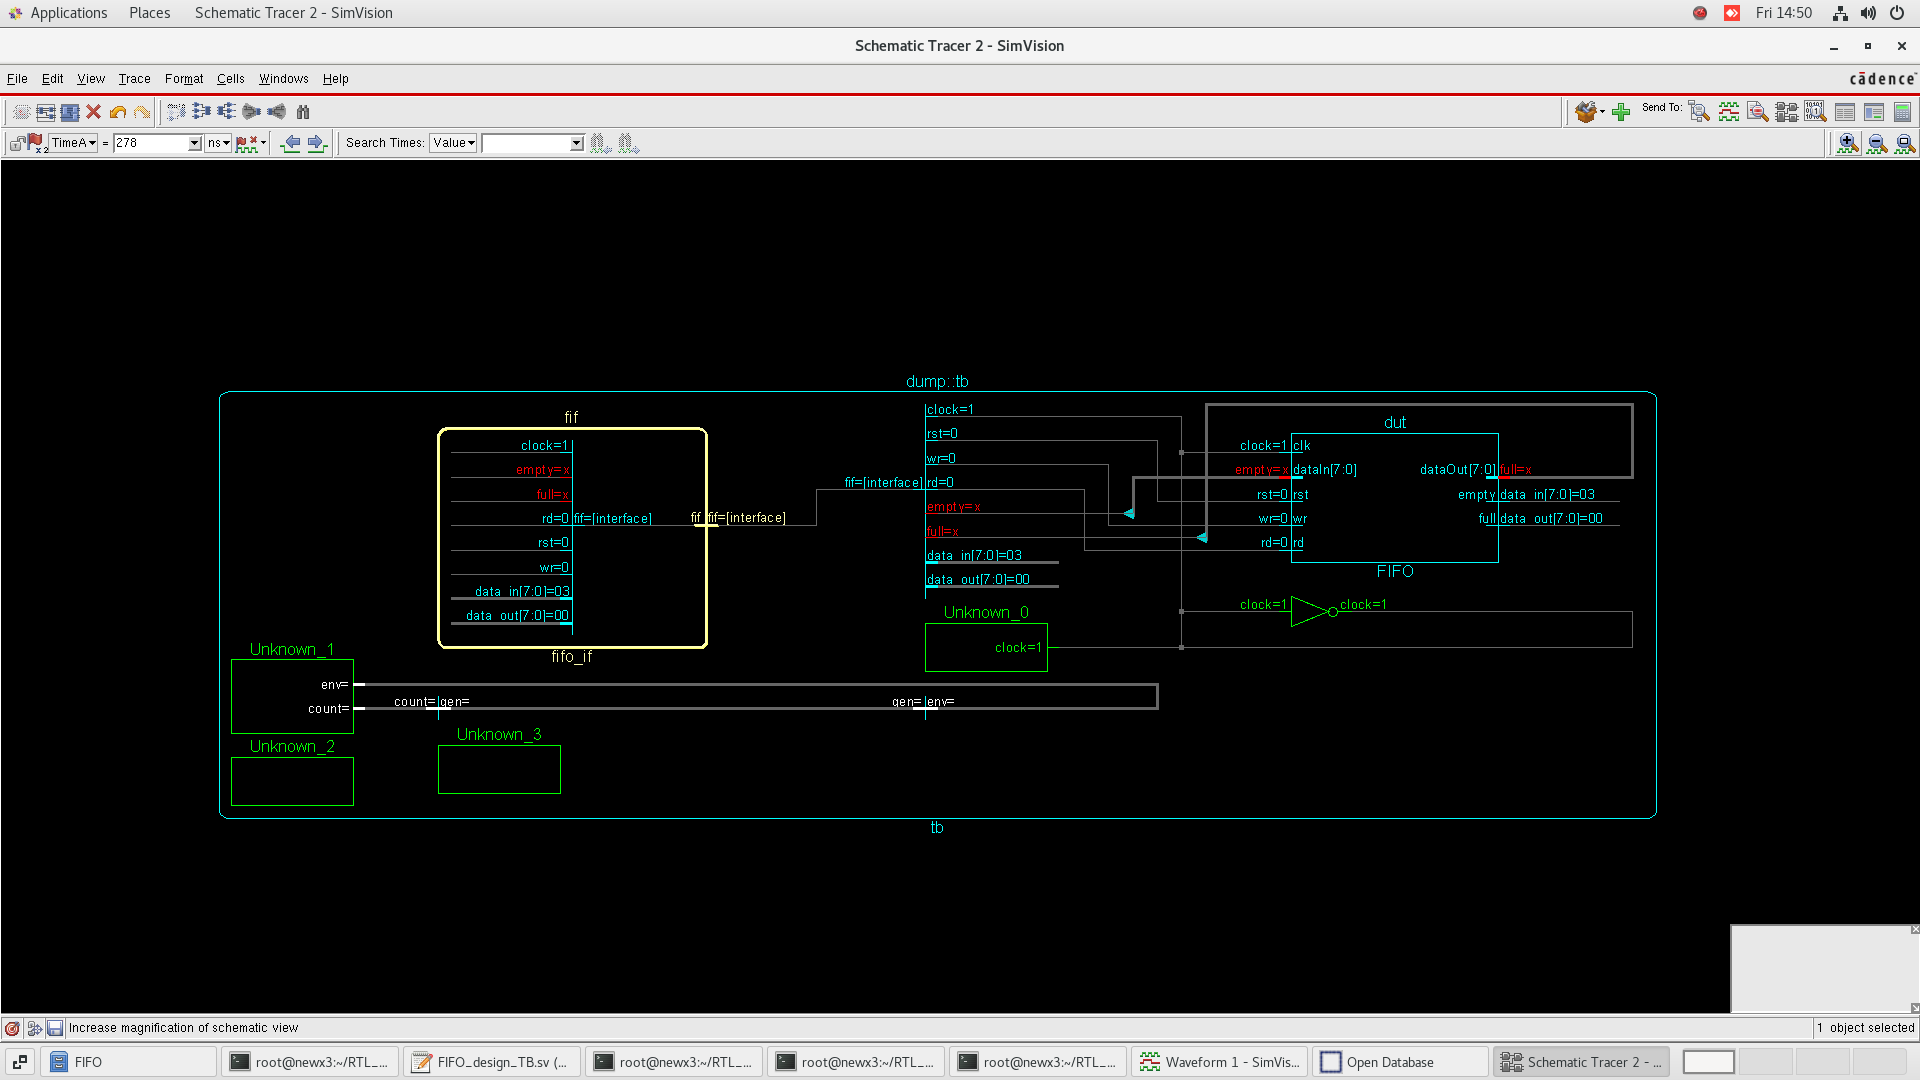 Applications Places Schematic Tracer 2 - SimVision Fri 14:50
Schematic Tracer 2 - SimVision
File Edit View Trace Format Cells Windows Help cādence
Send To:
TimeA = 278 ns Search Times: Value
dump::tb
fif
clock=1
empty=x
full=x
rd=0 fif=[interface]
rst=0
wr=0
data_in[7:0]=03
data_out[7:0]=00
fifo_if
fif fif=[interface]
fif=[interface]
clock=1
rst=0
wr=0
rd=0
empty=x
full=x
data_in[7:0]=03
data_out[7:0]=00
dut
clock=1 clk
empty=x dataIn[7:0] dataOut[7:0] full=x
rst=0 rst empty data_in[7:0]=03
wr=0 wr full data_out[7:0]=00
rd=0 rd
FIFO
clock=1 clock=1
Unknown_0
clock=1
Unknown_1
env=
count=
count= gen=
gen= env=
Unknown_2
Unknown_3
tb
Increase magnification of schematic view 1 object selected
FIFO root@newx3:~/RTL_... FIFO_design_TB.sv (... root@newx3:~/RTL_... root@newx3:~/RTL_... root@newx3:~/RTL_... Waveform 1 - SimVis... Open Database Schematic Tracer 2 - ...